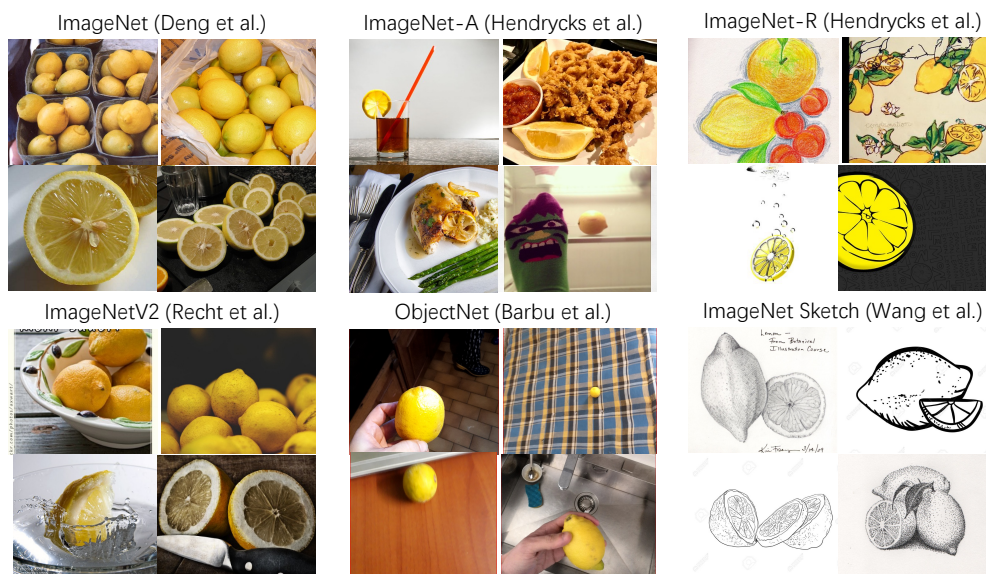 ImageNet (Deng et al.)
ImageNet-A (Hendrycks et al.)
ImageNet-R (Hendrycks et al.)
ImageNetV2 (Recht et al.)
ObjectNet (Barbu et al.)
ImageNet Sketch (Wang et al.)
Lemon —
From Botanical
Illustration Course